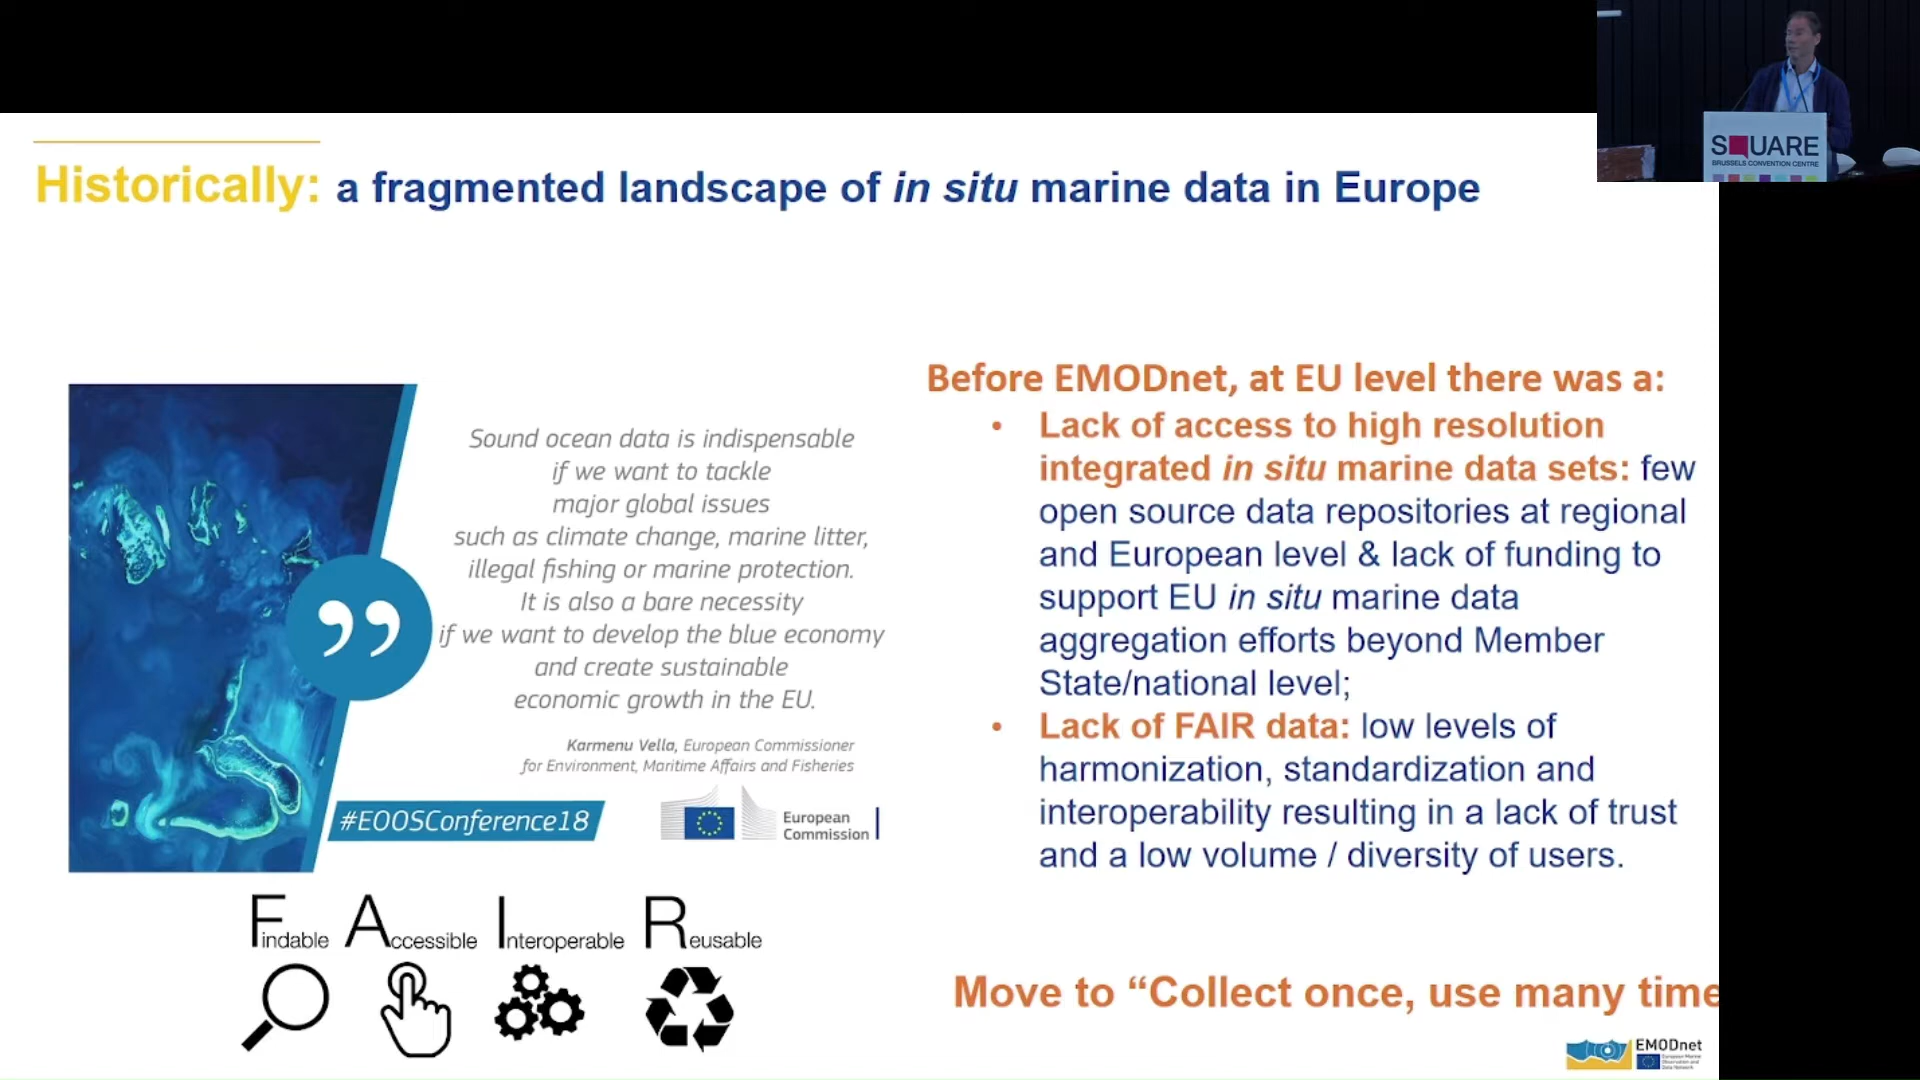 SQUARE
BRUSSELS CONVENTION CENTRE
Historically: a fragmented landscape of in situ marine data in Europe
Sound ocean data is indispensable
if we want to tackle
major global issues
such as climate change, marine litter,
illegal fishing or marine protection.
It is also a bare necessity
if we want to develop the blue economy
and create sustainable
economic growth in the EU.
Karmenu Vella, European Commissioner
for Environment, Maritime Affairs and Fisheries
#EOOSConference18
European
Commission
Findable Accessible Interoperable Reusable
Before EMODnet, at EU level there was a:
• Lack of access to high resolution
integrated in situ marine data sets: few
open source data repositories at regional
and European level & lack of funding to
support EU in situ marine data
aggregation efforts beyond Member
State/national level;
• Lack of FAIR data: low levels of
harmonization, standardization and
interoperability resulting in a lack of trust
and a low volume / diversity of users.
Move to “Collect once, use many time
EMODnet
European Marine
Observation and
Data Network